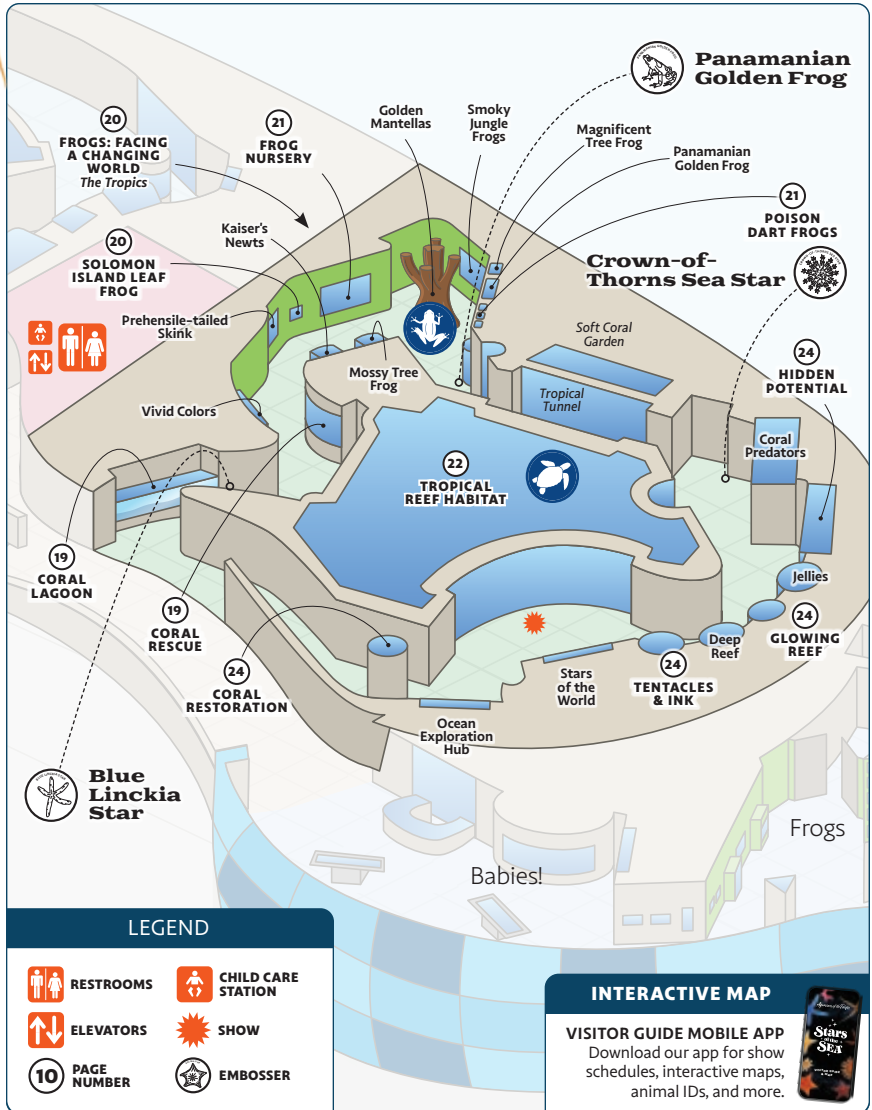 Panamanian
Golden Frog
20
FROGS: FACING
A CHANGING
WORLD
The Tropics
21
FROG
NURSERY
Golden
Mantellas
Smoky
Jungle
Frogs
Magnificent
Tree Frog
Panamanian
Golden Frog
21
POISON
DART FROGS
20
SOLOMON
ISLAND LEAF
FROG
Kaiser's
Newts
Crown-of-
Thorns Sea Star
Prehensile-tailed
Skink
Mossy Tree
Frog
Soft Coral
Garden
Tropical
Tunnel
24
HIDDEN
POTENTIAL
Vivid Colors
Coral
Predators
22
TROPICAL
REEF HABITAT
19
CORAL
LAGOON
19
CORAL
RESCUE
Jellies
24
GLOWING
REEF
Deep
Reef
24
TENTACLES
& INK
24
CORAL
RESTORATION
Stars
of the
World
Ocean
Exploration
Hub
Blue
Linckia
Star
Frogs
Babies!
LEGEND
RESTROOMS
CHILD CARE
STATION
ELEVATORS
SHOW
10
PAGE
NUMBER
EMBOSSER
INTERACTIVE MAP
VISITOR GUIDE MOBILE APP
Download our app for show
schedules, interactive maps,
animal IDs, and more.
Stars
of the
SEA